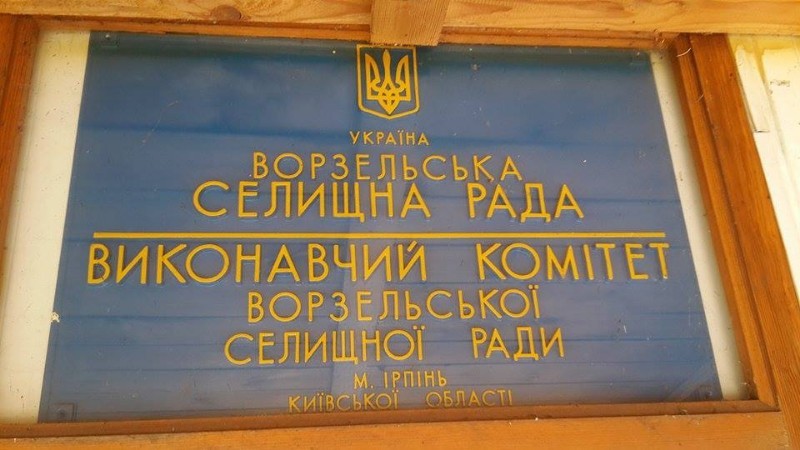 УКРАЇНА
ВОРЗЕЛЬСЬКА
СЕЛИЩНА РАДА
ВИКОНАВЧИЙ КОМІТЕТ
ВОРЗЕЛЬСЬКОЇ
СЕЛИЩНОЇ РАДИ
М. ІРПІНЬ
КИЇВСЬКОЇ ОБЛАСТІ